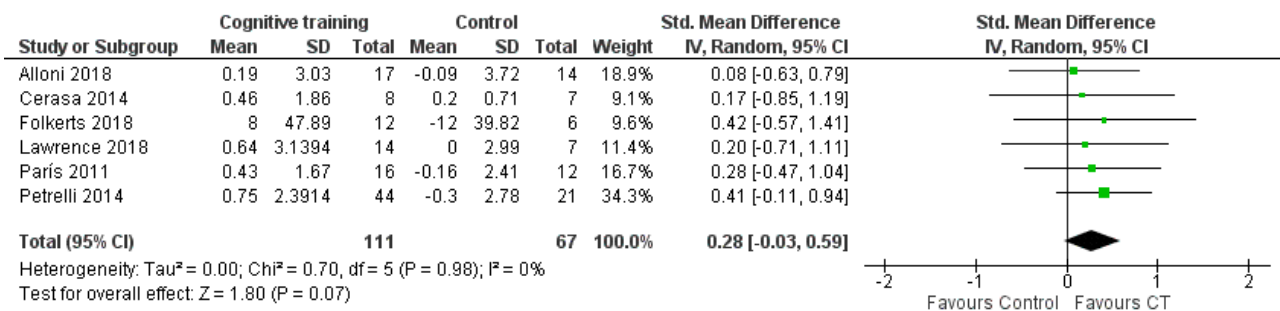 Cognitive training Control Std. Mean Difference Std. Mean Difference
Study or Subgroup Mean SD Total Mean SD Total Weight IV, Random, 95% CI IV, Random, 95% CI
Alloni 2018 0.19 3.03 17 -0.09 3.72 14 18.9% 0.08 [-0.63, 0.79]
Cerasa 2014 0.46 1.86 8 0.2 0.71 7 9.1% 0.17 [-0.85, 1.19]
Folkerts 2018 8 47.89 12 -12 39.82 6 9.6% 0.42 [-0.57, 1.41]
Lawrence 2018 0.64 3.1394 14 0 2.99 7 11.4% 0.20 [-0.71, 1.11]
París 2011 0.43 1.67 16 -0.16 2.41 12 16.7% 0.28 [-0.47, 1.04]
Petrelli 2014 0.75 2.3914 44 -0.3 2.78 21 34.3% 0.41 [-0.11, 0.94]
Total (95% CI) 111 67 100.0% 0.28 [-0.03, 0.59]
Heterogeneity: Tau² = 0.00; Chi² = 0.70, df = 5 (P = 0.98); I² = 0%
Test for overall effect: Z = 1.80 (P = 0.07)
-2 -1 0 1 2
Favours Control Favours CT